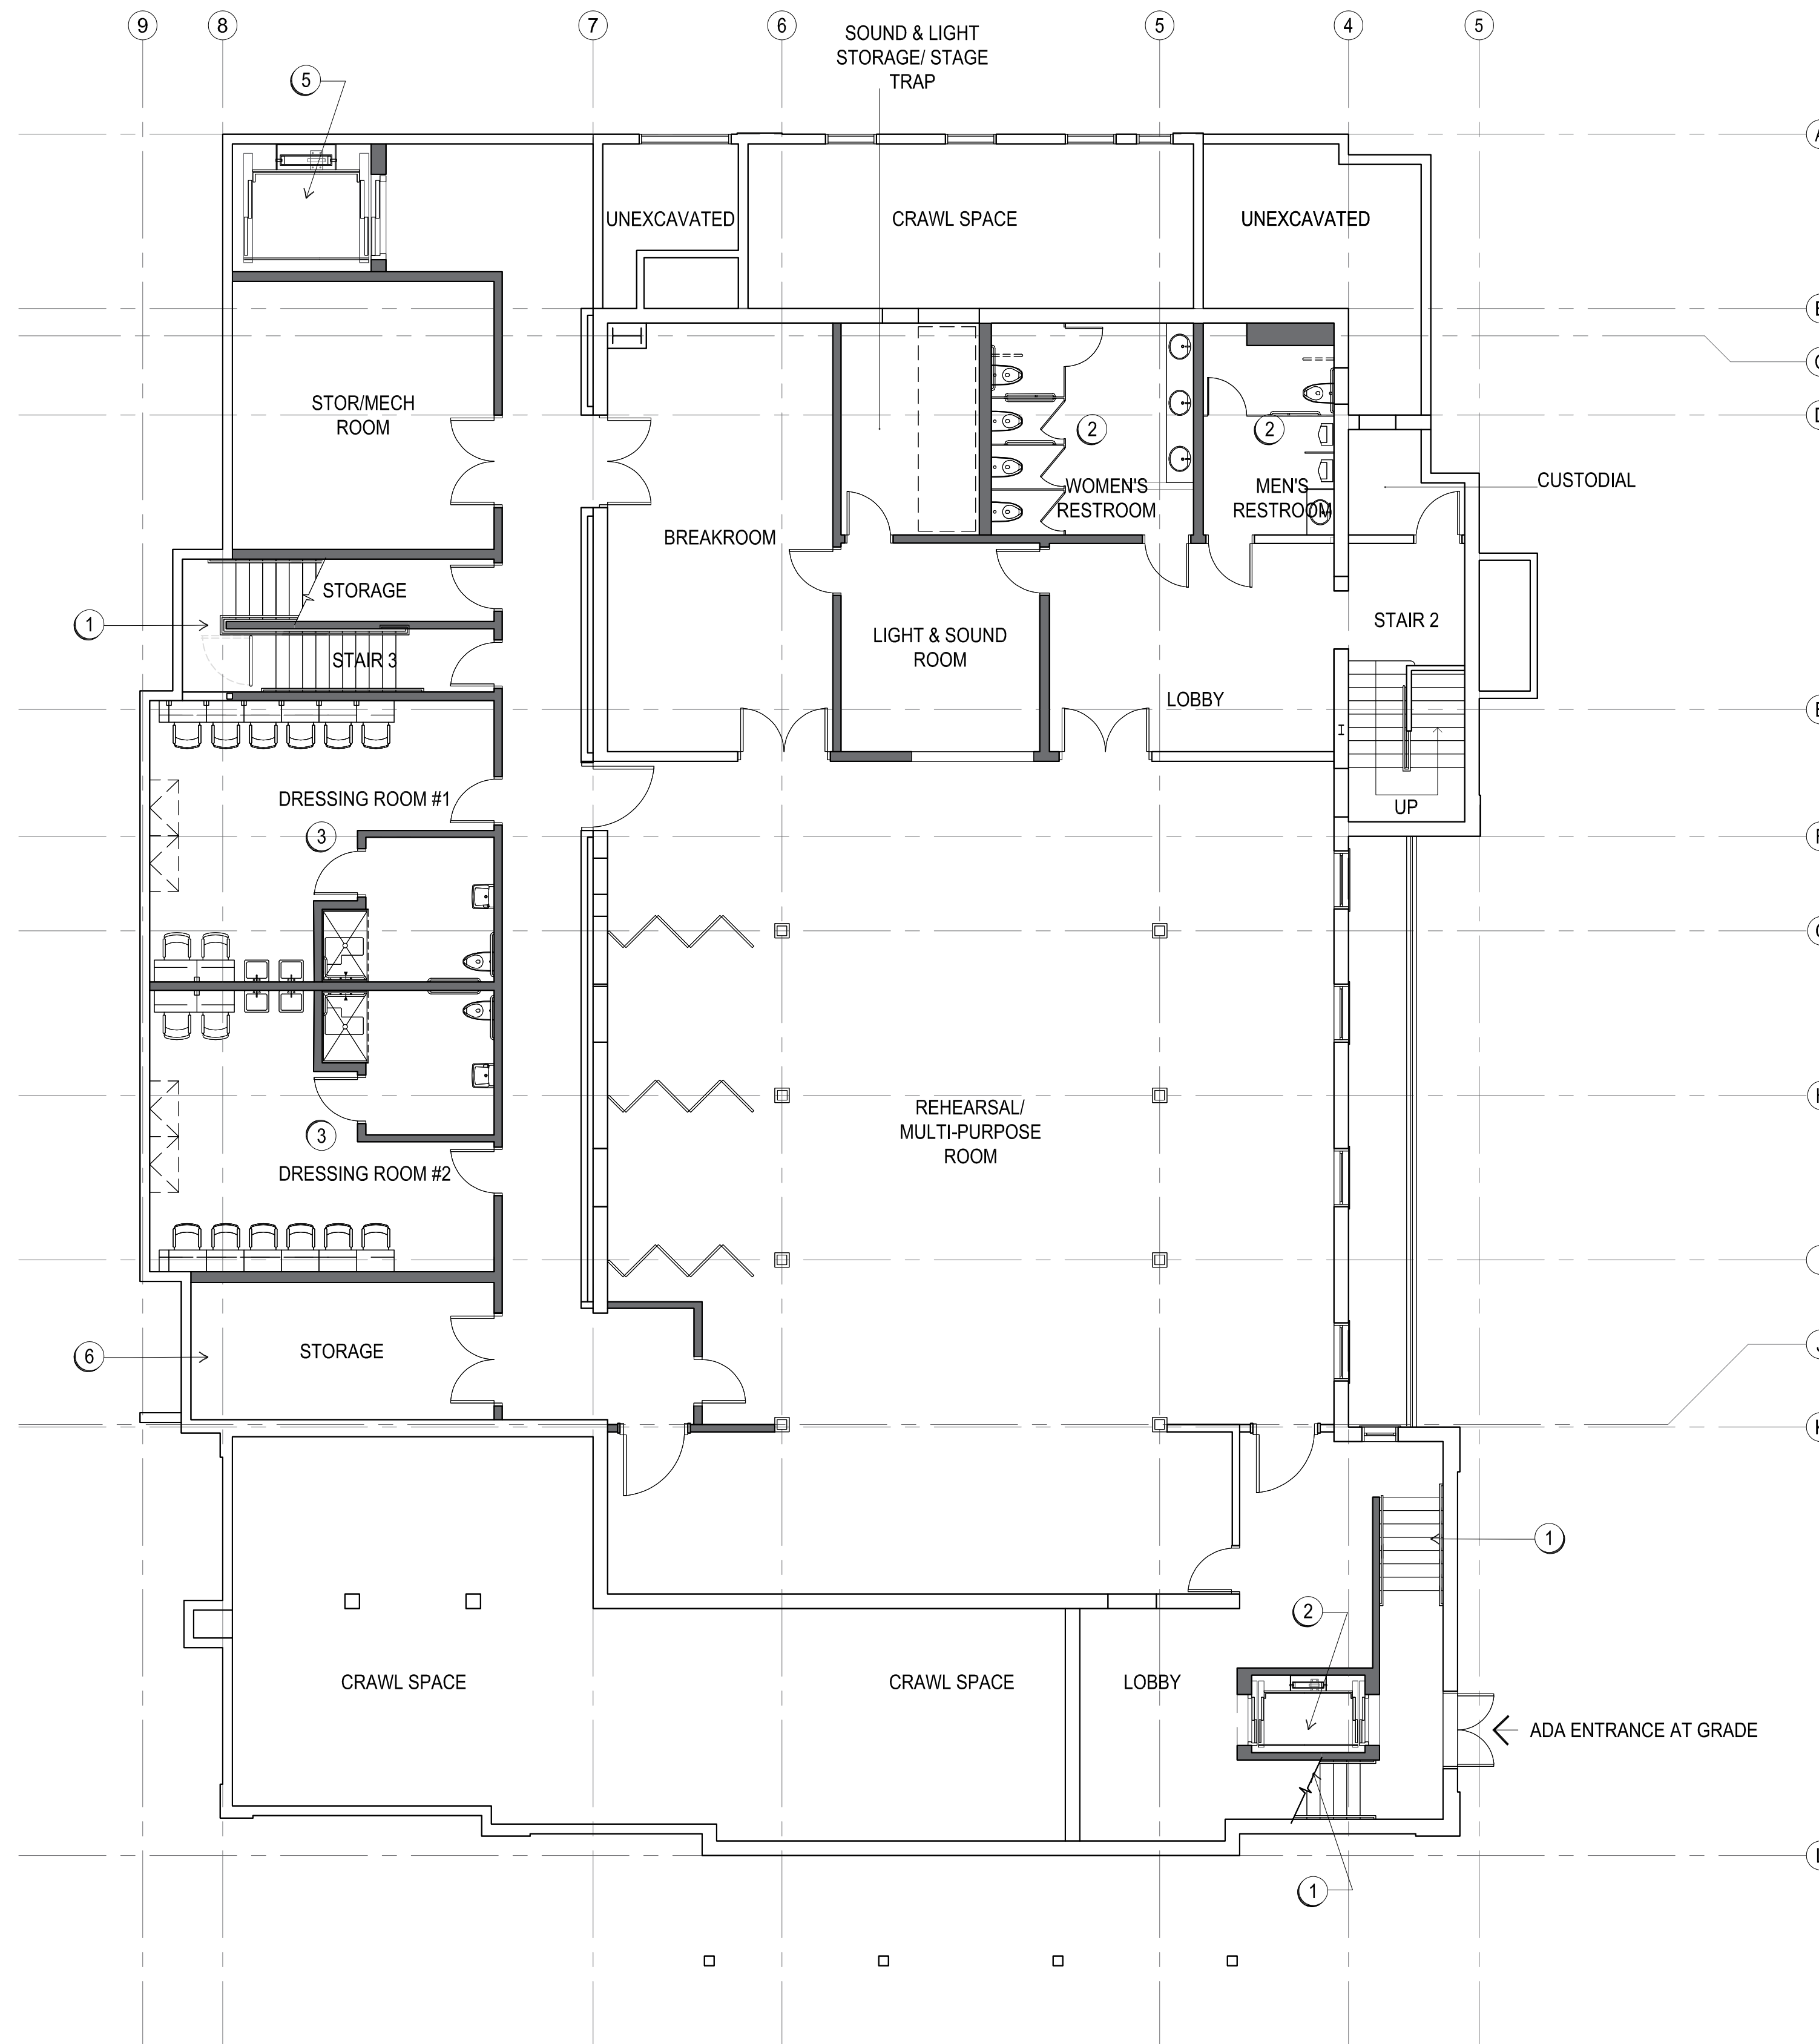 9
8
7
6
5
4
5
SOUND & LIGHT
STORAGE/ STAGE
TRAP
5
A
UNEXCAVATED
CRAWL SPACE
UNEXCAVATED
STOR/MECH
ROOM
2
2
CUSTODIAL
WOMEN'S
RESTROOM
MEN'S
RESTROOM
BREAKROOM
STORAGE
1
STAIR 2
LIGHT & SOUND
ROOM
STAIR 3
LOBBY
DRESSING ROOM #1
UP
3
REHEARSAL/
MULTI-PURPOSE
ROOM
3
DRESSING ROOM #2
STORAGE
6
1
2
CRAWL SPACE
CRAWL SPACE
LOBBY
ADA ENTRANCE AT GRADE
1